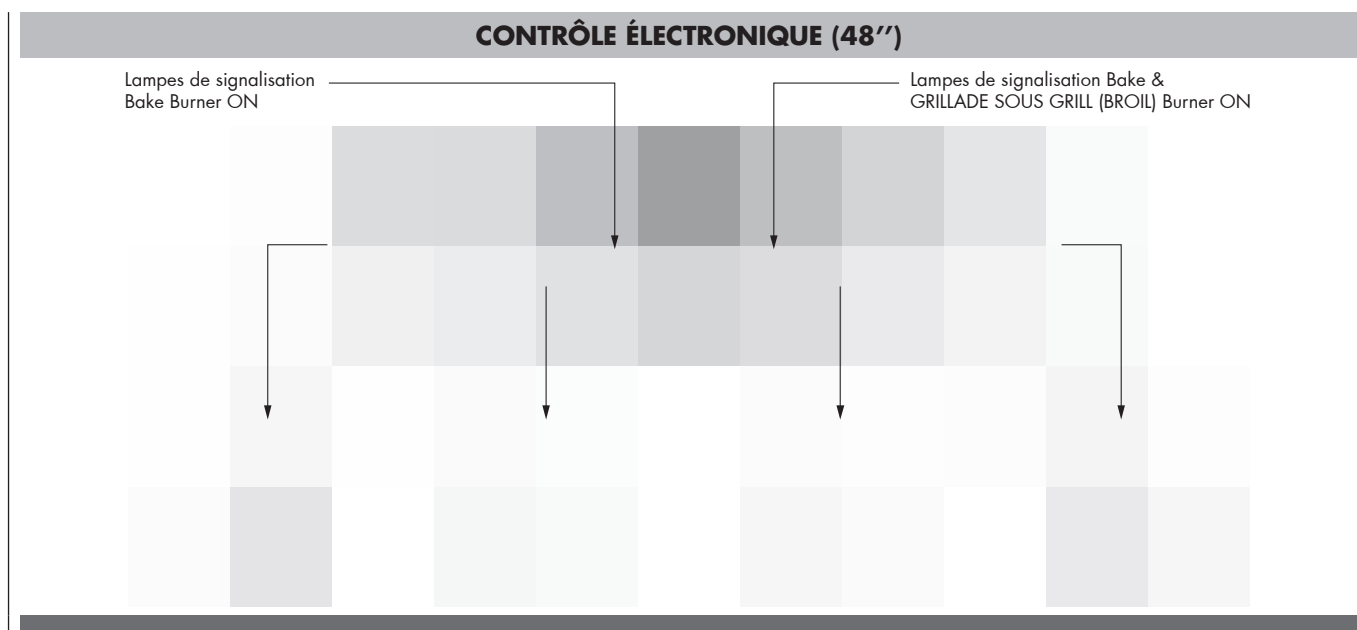 CONTRÔLE ÉLECTRONIQUE (48’’)
Lampes de signalisation
Bake Burner ON
Lampes de signalisation Bake &
GRILLADE SOUS GRILL (BROIL) Burner ON